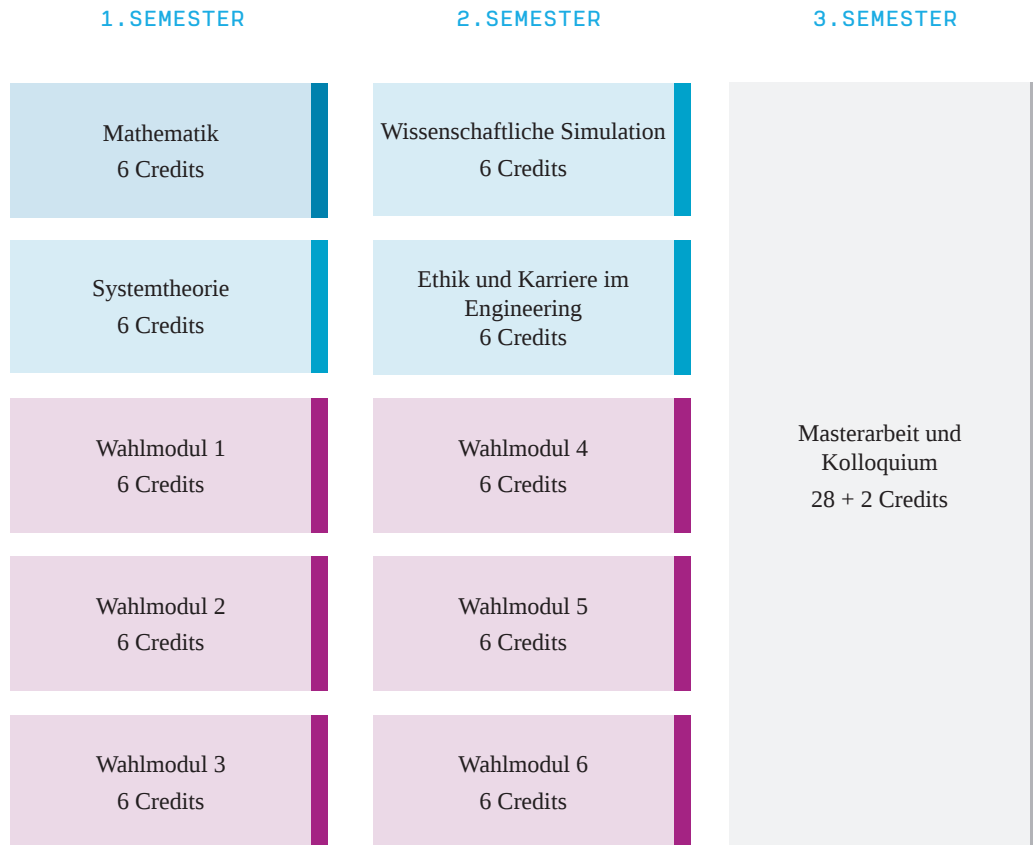 1.SEMESTER
2.SEMESTER
3.SEMESTER
Mathematik
6 Credits
Systemtheorie
6 Credits
Wahlmodul 1
6 Credits
Wahlmodul 2
6 Credits
Wahlmodul 3
6 Credits
Wissenschaftliche Simulation
6 Credits
Ethik und Karriere im
Engineering
6 Credits
Wahlmodul 4
6 Credits
Wahlmodul 5
6 Credits
Wahlmodul 6
6 Credits
Masterarbeit und
Kolloquium
28 + 2 Credits